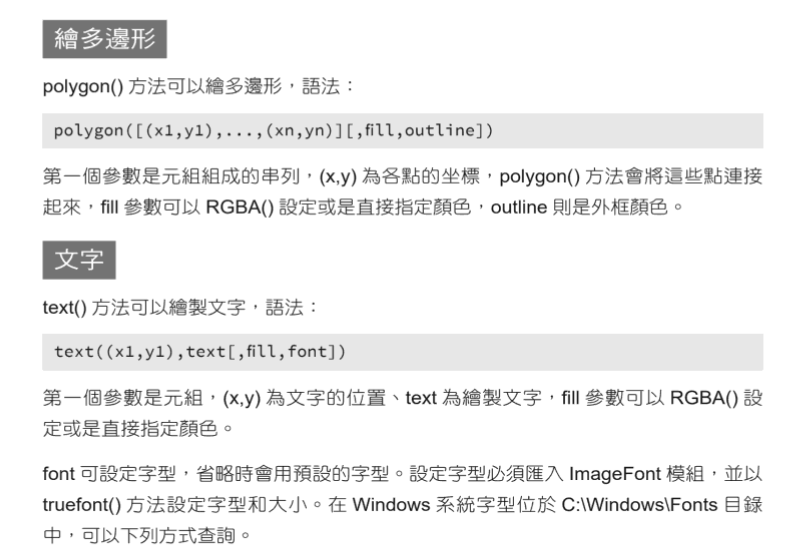 繪多邊形
polygon() 方法可以繪多邊形，語法：
polygon([(x1,y1),...,(xn,yn)][,fill,outline])
第一個參數是元組組成的串列，(x,y) 為各點的坐標，polygon() 方法會將這些點連接
起來，fill 參數可以 RGBA() 設定或是直接指定顏色，outline 則是外框顏色。
文字
text() 方法可以繪製文字，語法：
text((x1,y1),text[,fill,font])
第一個參數是元組，(x,y) 為文字的位置、text 為繪製文字，fill 參數可以 RGBA() 設
定或是直接指定顏色。
font 可設定字型，省略時會用預設的字型。設定字型必須匯入 ImageFont 模組，並以
truefont() 方法設定字型和大小。在 Windows 系統字型位於 C:\Windows\Fonts 目錄
中，可以下列方式查詢。